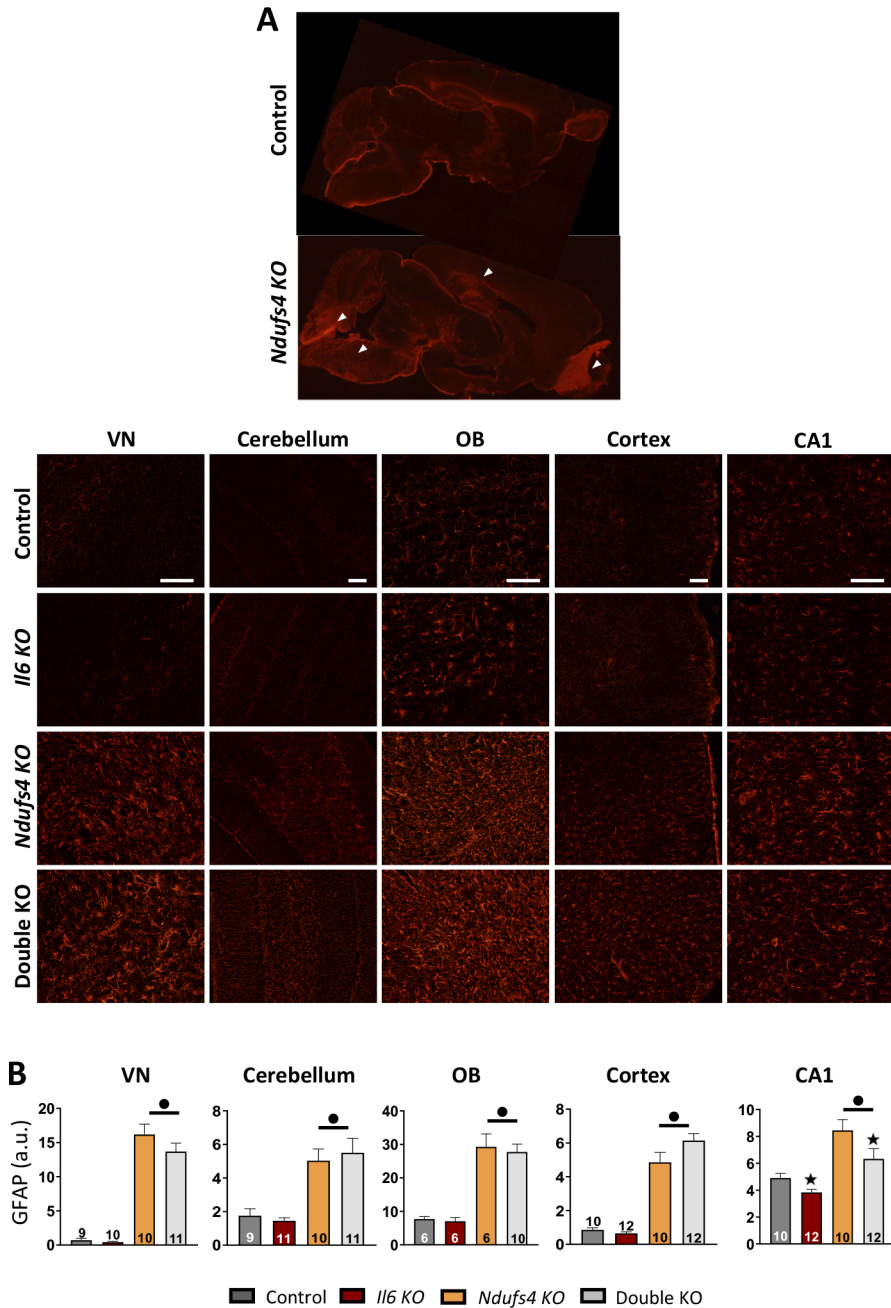 A
Control
Ndufs4 KO
VN Cerebellum OB Cortex CA1
Control
Il6 KO
Ndufs4 KO
Double KO
B
VN Cerebellum OB Cortex CA1
GFAP (a.u.)
20 15 10 5 0
9 10 10 11
8 6 4 2 0
9 11 10 11
40 30 20 10 0
6 6 6 10
8 6 4 2 0
10 12 10 12
10 8 6 4 2 0
10 12 10 12
Control Il6 KO Ndufs4 KO Double KO